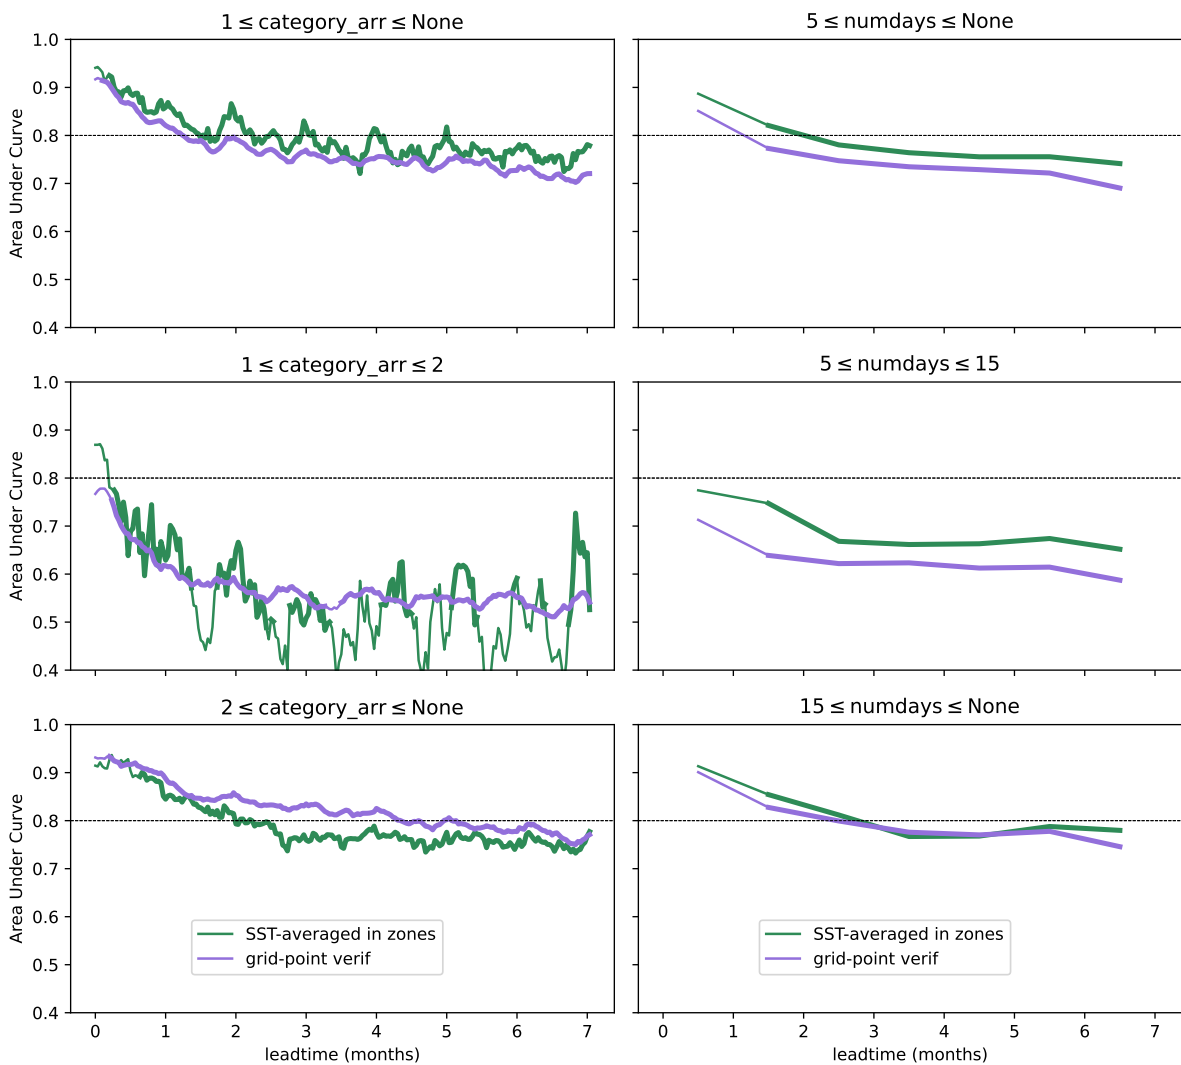 1 ≤ category_arr ≤ None
5 ≤ numdays ≤ None
1.0
0.9
0.8
0.7
0.6
0.5
0.4
Area Under Curve
1 ≤ category_arr ≤ 2
5 ≤ numdays ≤ 15
1.0
0.9
0.8
0.7
0.6
0.5
0.4
Area Under Curve
2 ≤ category_arr ≤ None
15 ≤ numdays ≤ None
1.0
0.9
0.8
0.7
0.6
0.5
0.4
Area Under Curve
SST-averaged in zones
grid-point verif
SST-averaged in zones
grid-point verif
0 1 2 3 4 5 6 7
0 1 2 3 4 5 6 7
leadtime (months)
leadtime (months)